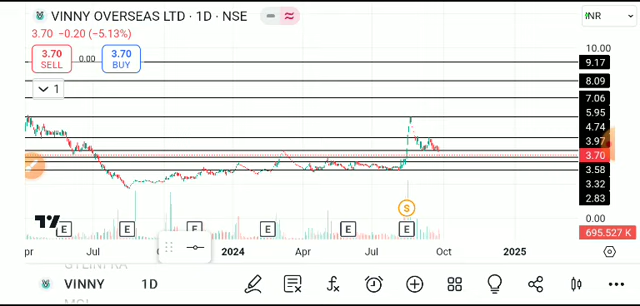 VINNY OVERSEAS LTD · 1D · NSE
INR
3.70 −0.20 (−5.13%)
3.70
SELL
0.00
3.70
BUY
1
10.00
9.17
8.09
7.06
5.95
4.74
3.97
3.70
3.58
3.32
2.83
0.00
695.527 K
S
E E E E E E
pr Jul 2024 Apr Jul Oct 2025
VINNY 1D